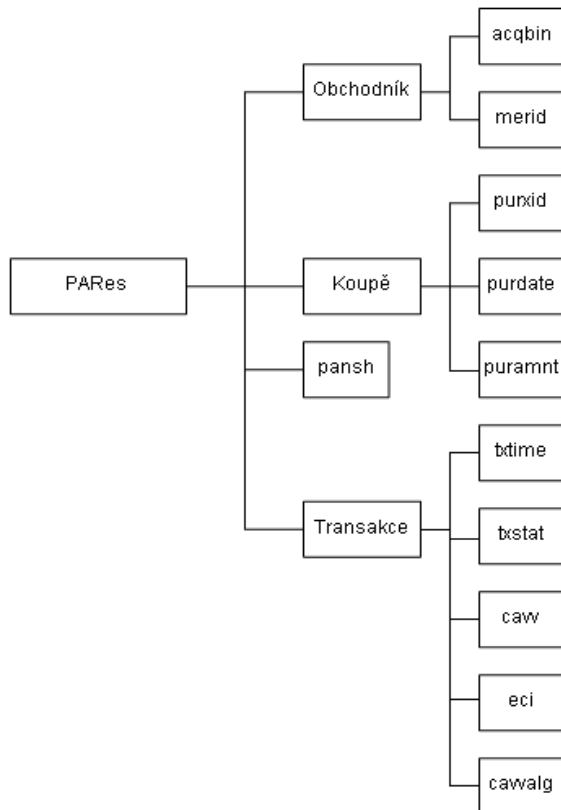 PARes
Obchodník
acqbin
merid
Koupě
purxid
purdate
puramnt
pansh
Transakce
txtime
txstat
cavv
eci
cavvalg